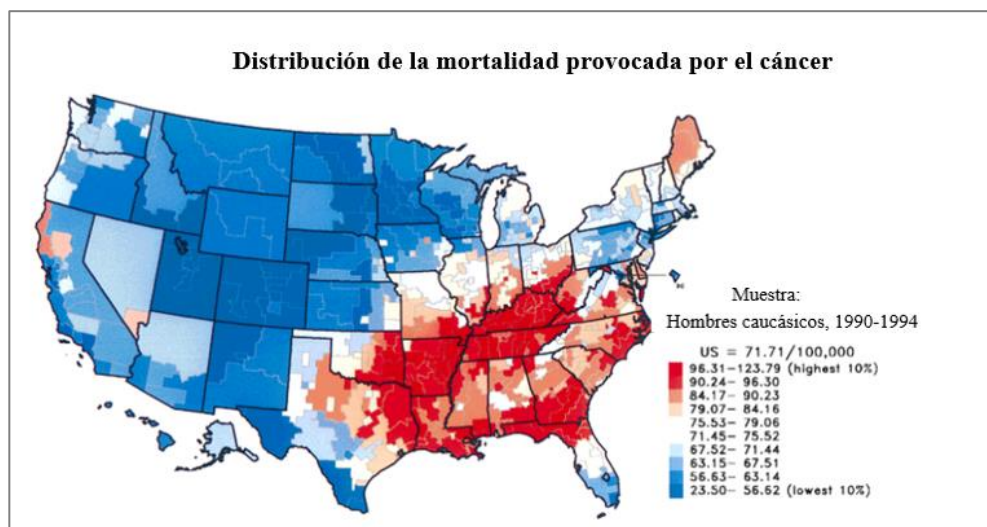 Distribución de la mortalidad provocada por el cáncer
Muestra:
Hombres caucásicos, 1990-1994
US = 71.71/100,000
96.31-123.79 (highest 10%)
90.24- 96.30
84.17- 90.23
79.07- 84.16
75.53- 79.06
71.45- 75.52
67.52- 71.44
63.15- 67.51
56.63- 63.14
23.50- 56.62 (lowest 10%)